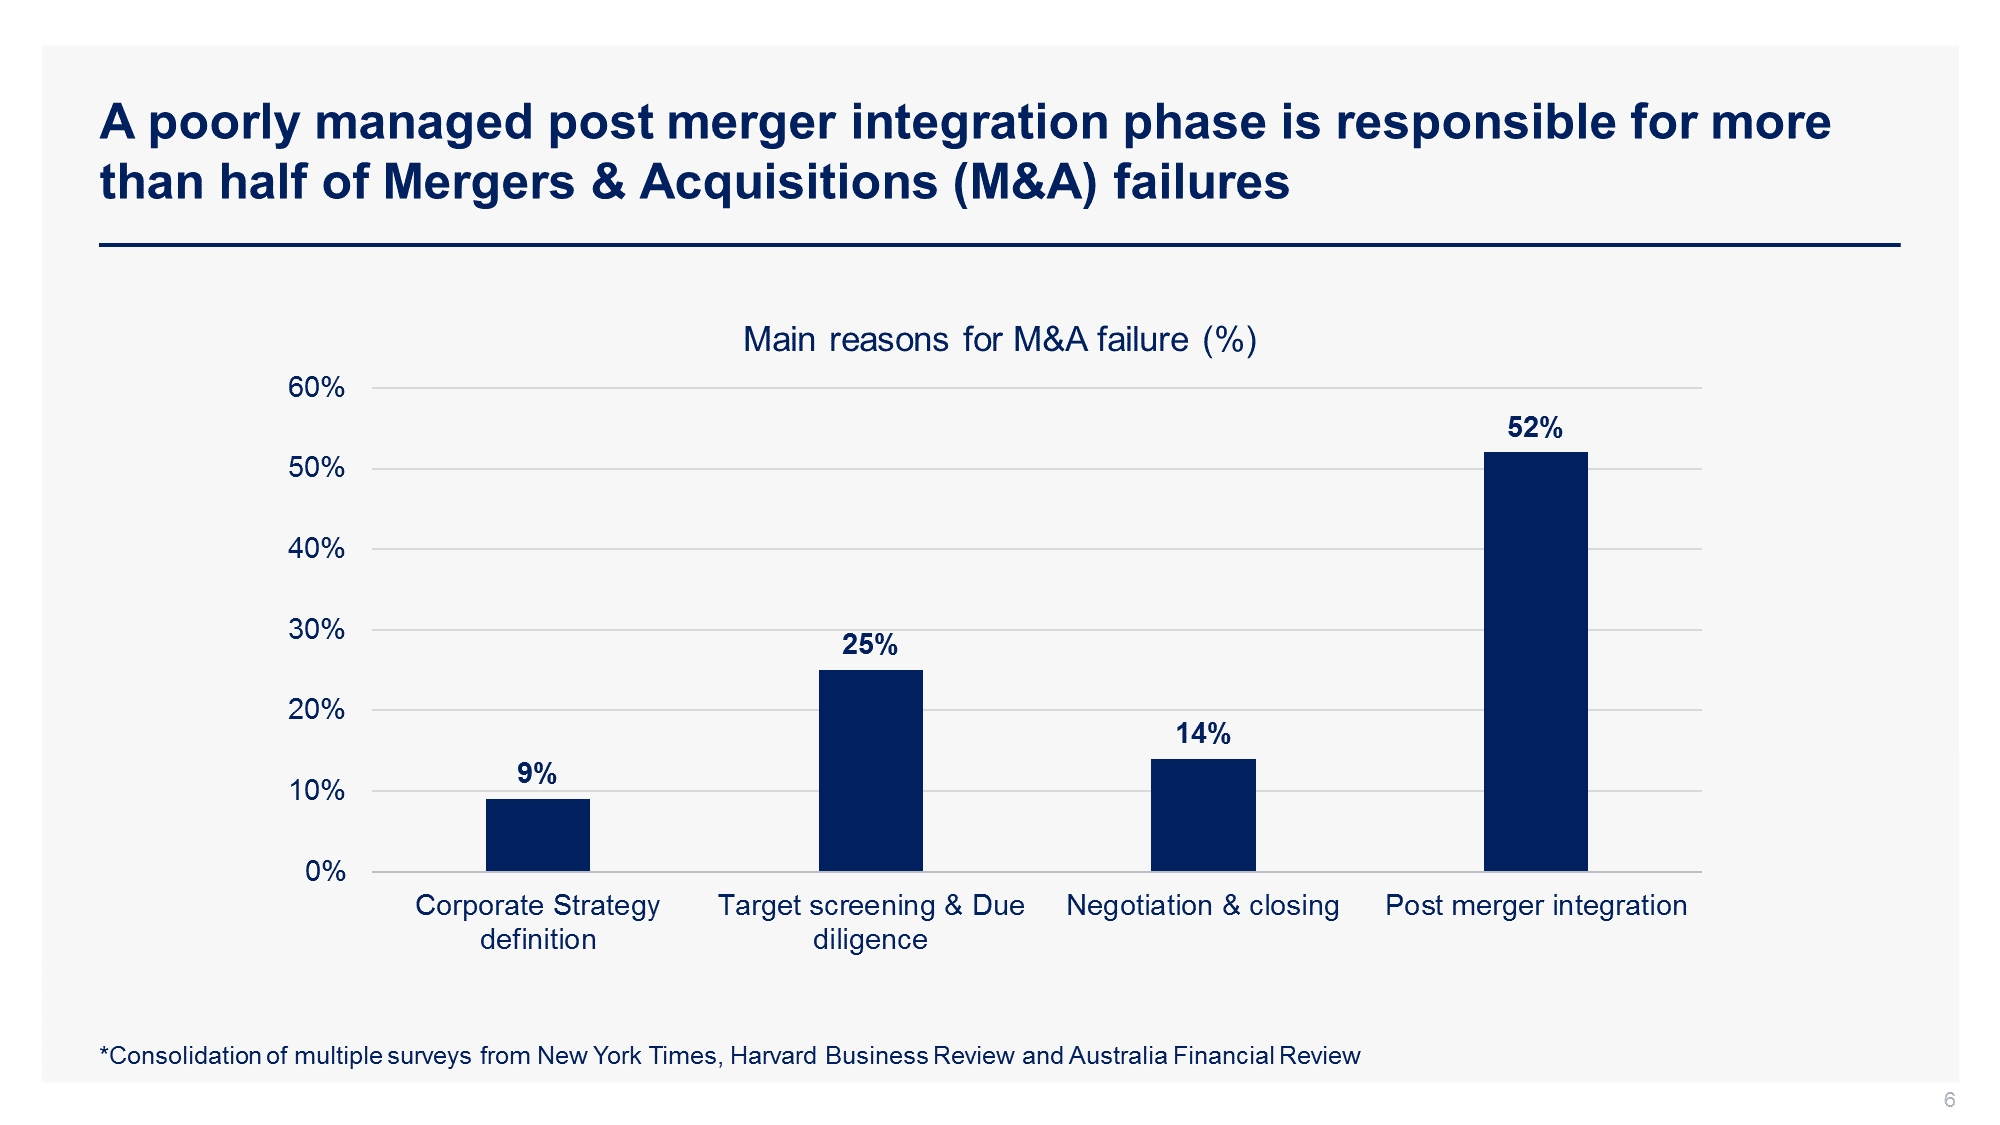 A poorly managed post merger integration phase is responsible for more
than half of Mergers & Acquisitions (M&A) failures
Main reasons for M&A failure (%)
60%
50%
40%
30%
20%
10%
0%
9%
25%
14%
52%
Corporate Strategy
definition
Target screening & Due
diligence
Negotiation & closing
Post merger integration
*Consolidation of multiple surveys from New York Times, Harvard Business Review and Australia Financial Review
6